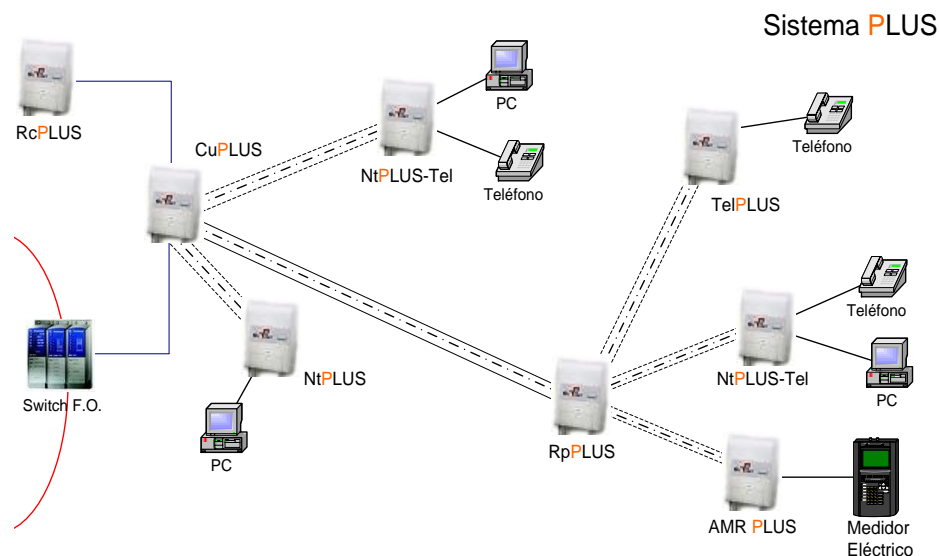 Sistema PLUS
PC
Teléfono
RcPLUS
CuPLUS
NtPLUS-Tel
Teléfono
TelPLUS
Teléfono
Switch F.O.
NtPLUS
PC
NtPLUS-Tel
PC
RpPLUS
AMR PLUS
Medidor
Eléctrico